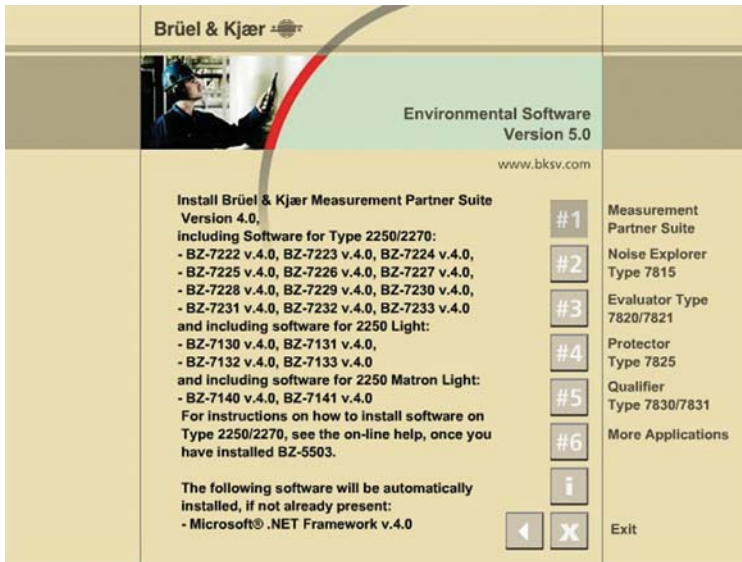 Brüel & Kjær
Environmental Software
Version 5.0
www.bksv.com
Install Brüel & Kjær Measurement Partner Suite
Version 4.0,
including Software for Type 2250/2270:
- BZ-7222 v.4.0, BZ-7223 v.4.0, BZ-7224 v.4.0,
- BZ-7225 v.4.0, BZ-7226 v.4.0, BZ-7227 v.4.0,
- BZ-7228 v.4.0, BZ-7229 v.4.0, BZ-7230 v.4.0,
- BZ-7231 v.4.0, BZ-7232 v.4.0, BZ-7233 v.4.0
and including software for 2250 Light:
- BZ-7130 v.4.0, BZ-7131 v.4.0,
- BZ-7132 v.4.0, BZ-7133 v.4.0
and including software for 2250 Matron Light:
- BZ-7140 v.4.0, BZ-7141 v.4.0
For instructions on how to install software on
Type 2250/2270, see the on-line help, once you
have installed BZ-5503.
The following software will be automatically
installed, if not already present:
- Microsoft® .NET Framework v.4.0
#1
Measurement
Partner Suite
#2
Noise Explorer
Type 7815
#3
Evaluator Type
7820/7821
#4
Protector
Type 7825
#5
Qualifier
Type 7830/7831
#6
More Applications
i
X
Exit